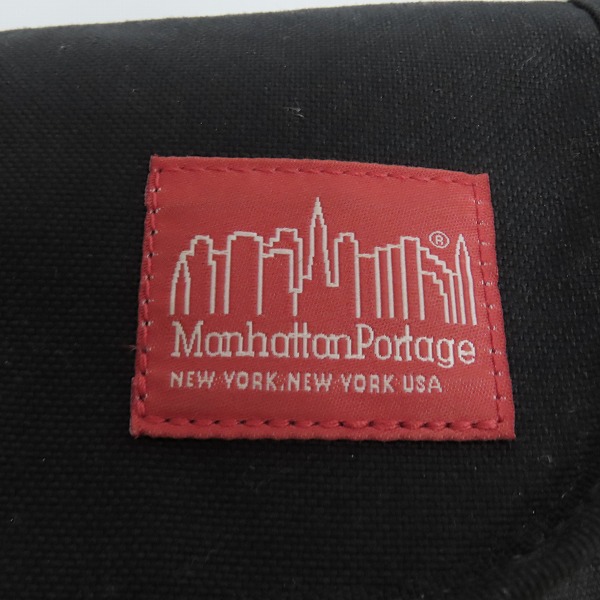 ®
ManhattanPortage
NEW YORK, NEW YORK USA